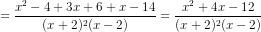 = \frac{x^2 - 4 + 3x + 6 + x - 14}{(x + 2)^2(x - 2)} = \frac{x^2 + 4x - 12}{(x + 2)^2(x - 2)}